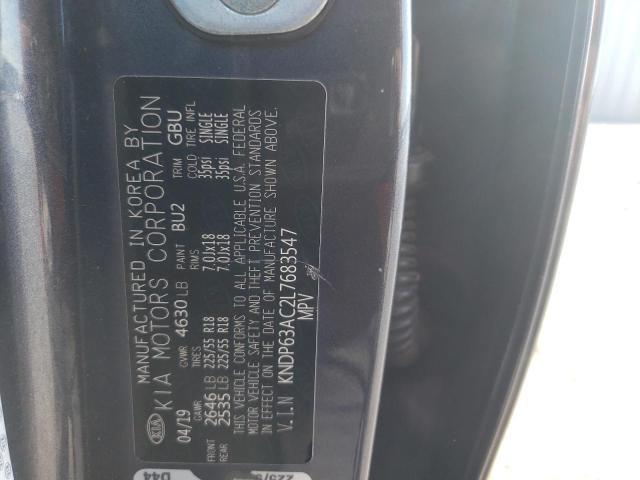 MANUFACTURED IN KOREA BY
KIA KIA MOTORS CORPORATION
04/19 GVWR 4630 LB PAINT BU2 TRIM GBU
GAWR TIRES RIMS COLD TIRE INFL
FRONT 2646 LB 225/55 R18 7.0JX18 35psi SINGLE
REAR 2535 LB 225/55 R18 7.0JX18 35psi SINGLE
THIS VEHICLE CONFORMS TO ALL APPLICABLE U.S.A. FEDERAL
MOTOR VEHICLE SAFETY AND THEFT PREVENTION STANDARDS
IN EFFECT ON THE DATE OF MANUFACTURE SHOWN ABOVE.
V.I.N KNDP63AC2L7683547
MPV
D44